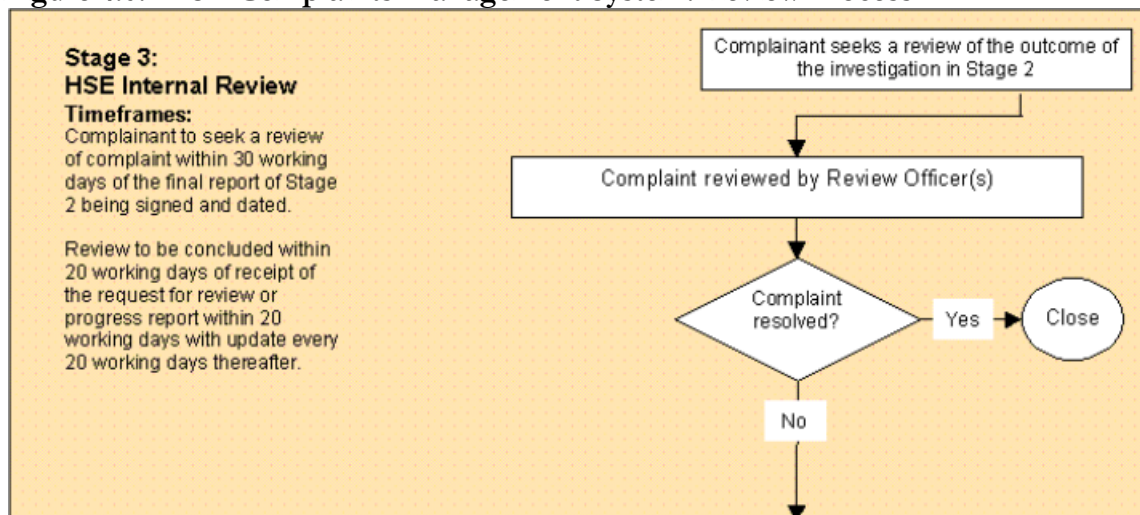 Stage 3:
HSE Internal Review
Timeframes:
Complainant to seek a review
of complaint within 30 working
days of the final report of Stage
2 being signed and dated.
Review to be concluded within
20 working days of receipt of
the request for review or
progress report within 20
working days with update every
20 working days thereafter.
Complainant seeks a review of the outcome of
the investigation in Stage 2
Complaint reviewed by Review Officer(s)
Complaint
resolved?
Yes
Close
No